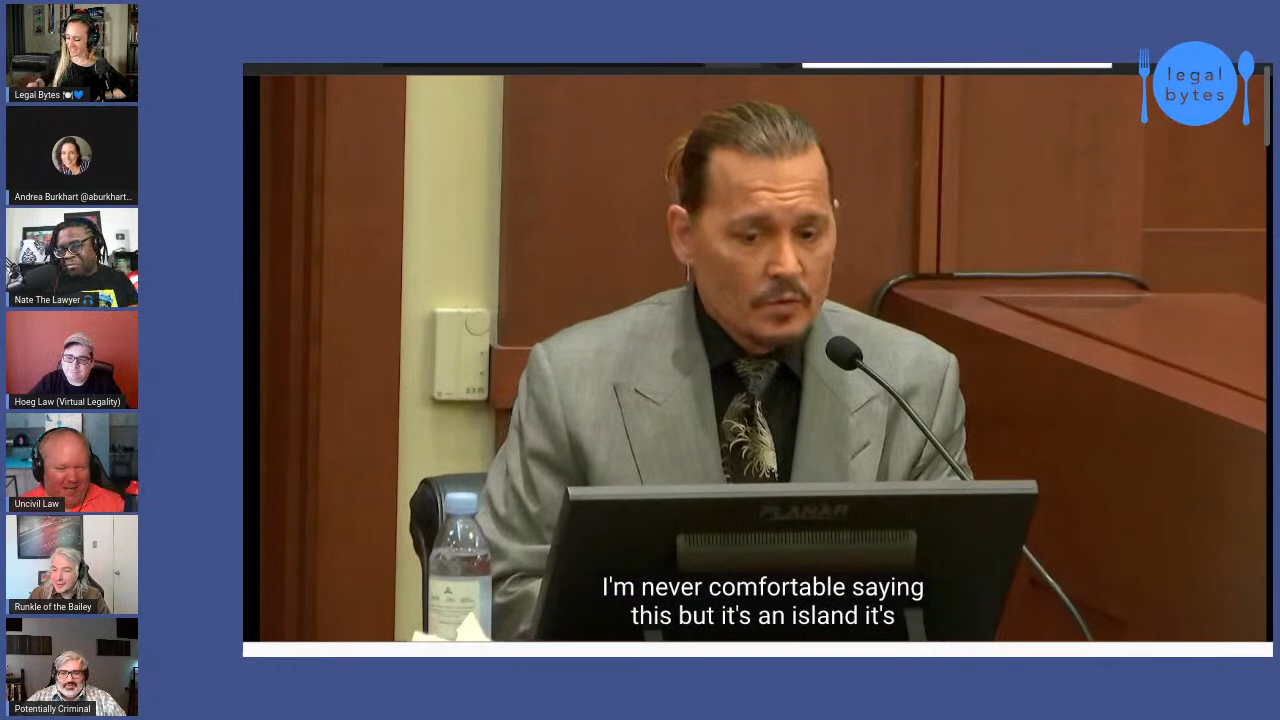 Legal Bytes
Andrea Burkhart @aburkhart...
Nate The Lawyer
Hoeg Law (Virtual Legality)
Uncivil Law
Runkle of the Bailey
Potentially Criminal
legal
bytes
PLANAR
I'm never comfortable saying
this but it's an island it's